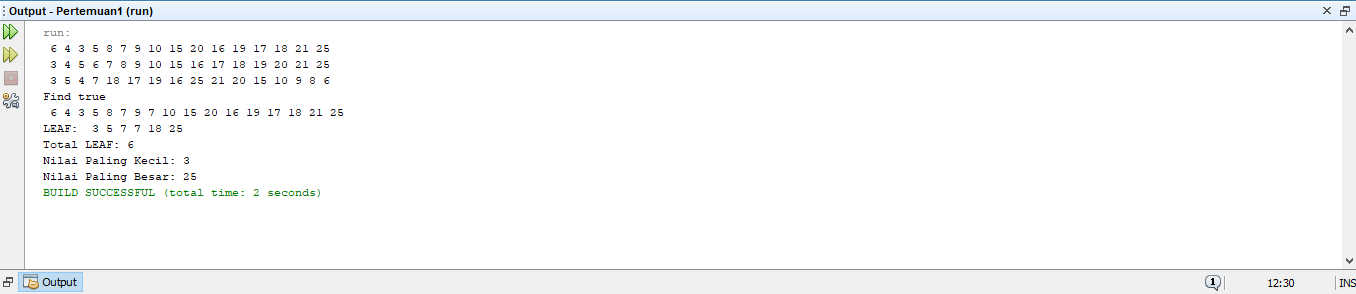 Output - Pertemuan1 (run)
run:
6 4 3 5 8 7 9 10 15 20 16 19 17 18 21 25
3 4 5 6 7 8 9 10 15 16 17 18 19 20 21 25
3 5 4 7 18 17 19 16 25 21 20 15 10 9 8 6
Find true
6 4 3 5 8 7 9 7 10 15 20 16 19 17 18 21 25
LEAF:  3 5 7 7 18 25
Total LEAF: 6
Nilai Paling Kecil: 3
Nilai Paling Besar: 25
BUILD SUCCESSFUL (total time: 2 seconds)
Output
1
12:30
INS